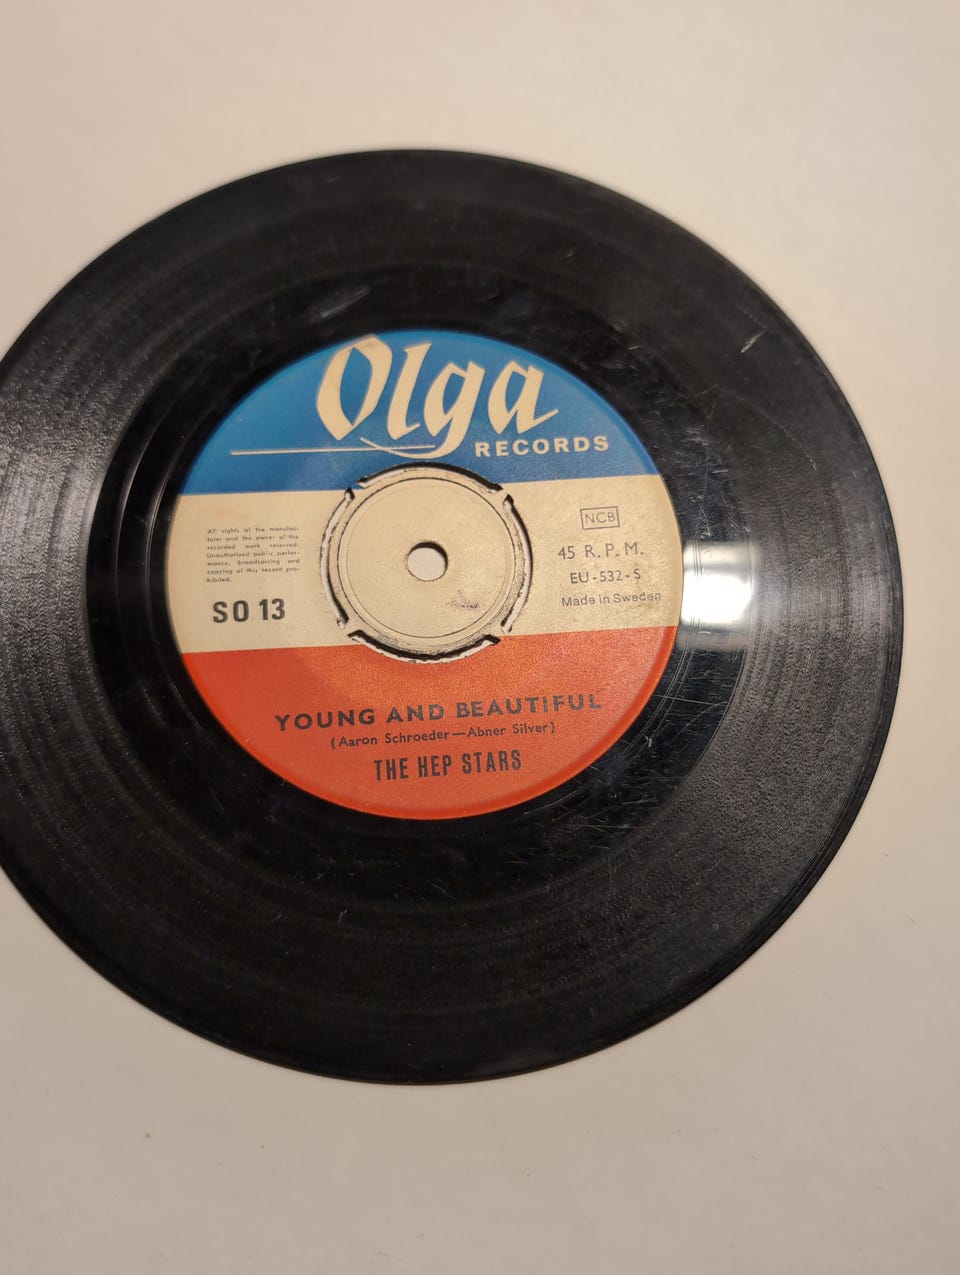 Olga
RECORDS
All rights of the manufac-
turer and the owner of the
recorded work reserved.
Unauthorized public perfor-
mance, broadcasting and
copying of this record pro-
hibited.
SO 13
NCB
45 R.P.M.
EU-532-S
Made in Sweden
YOUNG AND BEAUTIFUL
(Aaron Schroeder—Abner Silver)
THE HEP STARS